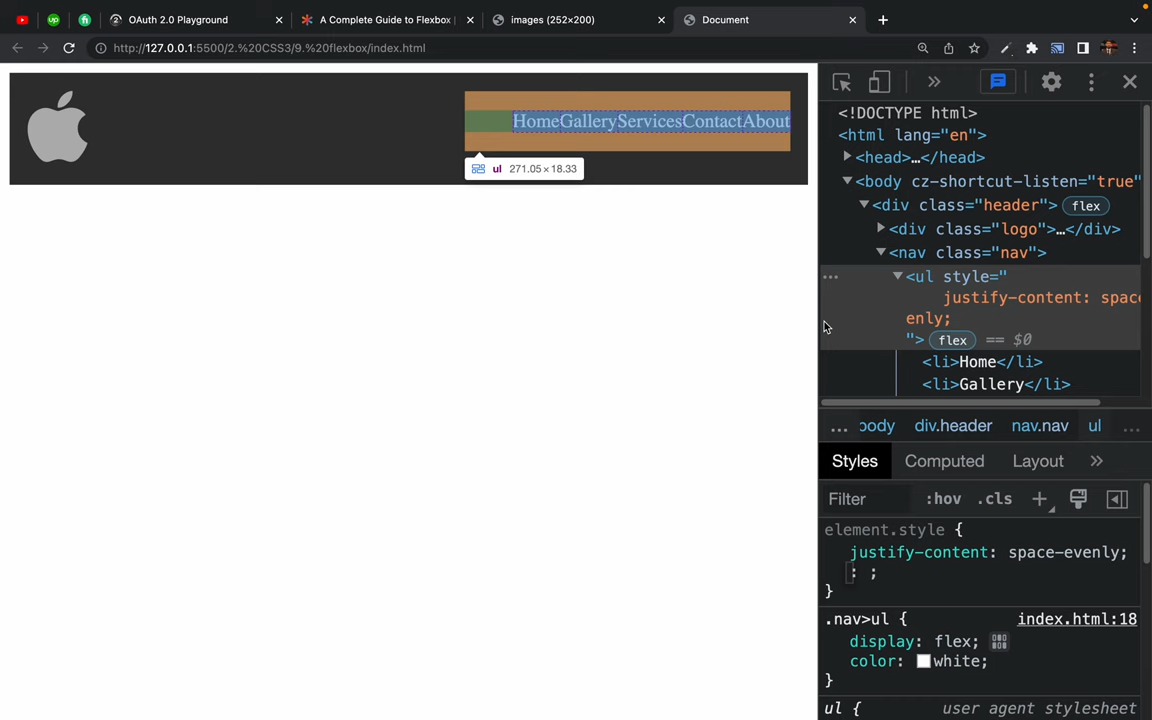 OAuth 2.0 Playground
A Complete Guide to Flexbox
images (252×200)
Document
http://127.0.0.1:5500/2.%20CSS3/9.%20flexbox/index.html
HomeGalleryServicesContactAbout
ul 271.05×18.33
<!DOCTYPE html>
<html lang="en">
<head>…</head>
<body cz-shortcut-listen="true"
<div class="header"> flex
<div class="logo">…</div>
<nav class="nav">
<ul style="
justify-content: space
enly;
"> flex == $0
<li>Home</li>
<li>Gallery</li>
… body div.header nav.nav ul …
Styles Computed Layout
Filter :hov .cls
element.style {
justify-content: space-evenly;
: ;
}
.nav>ul { index.html:18
display: flex;
color: white;
}
ul { user agent stylesheet